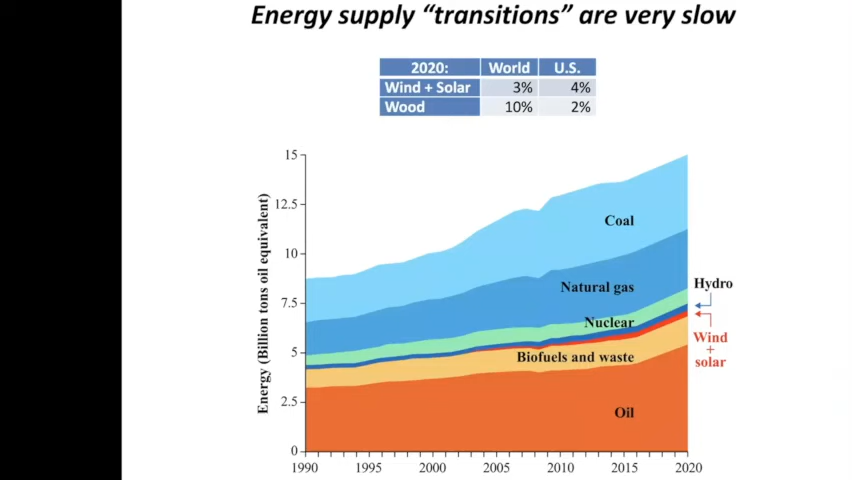 Energy supply “transitions” are very slow
2020: World U.S.
Wind + Solar 3% 4%
Wood 10% 2%
Energy (Billion tons oil equivalent)
15
12.5
10
7.5
5
2.5
0
Coal
Natural gas
Nuclear
Biofuels and waste
Oil
Hydro
Wind
+
solar
1990 1995 2000 2005 2010 2015 2020